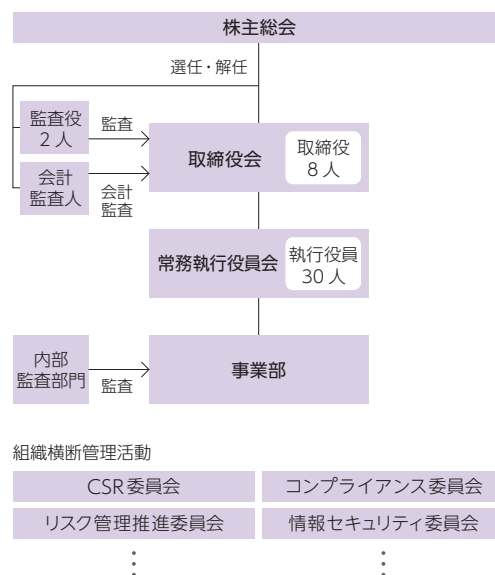 株主総会
選任・解任
監査役
2人
監査
会計
監査人
会計
監査
取締役会
取締役
8人
常務執行役員会
執行役員
30人
内部
監査部門
監査
事業部
組織横断管理活動
CSR委員会
コンプライアンス委員会
リスク管理推進委員会
情報セキュリティ委員会